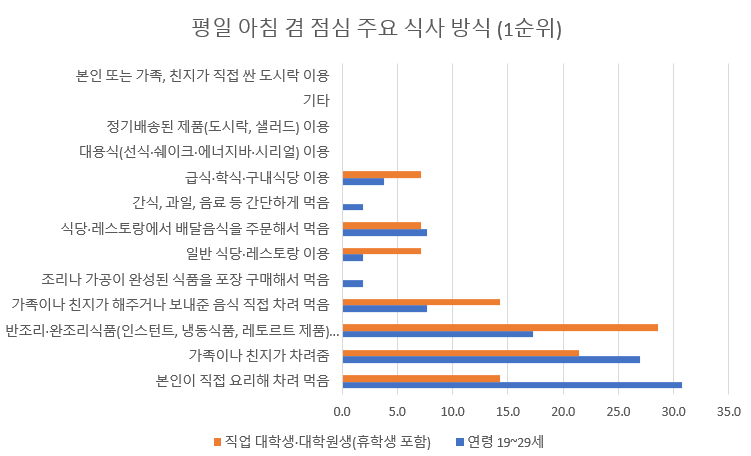 평일 아침 겸 점심 주요 식사 방식 (1순위)
본인 또는 가족, 친지가 직접 싼 도시락 이용
기타
정기배송된 제품(도시락, 샐러드) 이용
대용식(선식·쉐이크·에너지바·시리얼) 이용
급식·학식·구내식당 이용
간식, 과일, 음료 등 간단하게 먹음
식당·레스토랑에서 배달음식을 주문해서 먹음
일반 식당·레스토랑 이용
조리나 가공이 완성된 식품을 포장 구매해서 먹음
가족이나 친지가 해주거나 보내준 음식 직접 차려 먹음
반조리·완조리식품(인스턴트, 냉동식품, 레토르트 제품)...
가족이나 친지가 차려줌
본인이 직접 요리해 차려 먹음
0.0 5.0 10.0 15.0 20.0 25.0 30.0 35.0
직업 대학생·대학원생(휴학생 포함) 연령 19~29세